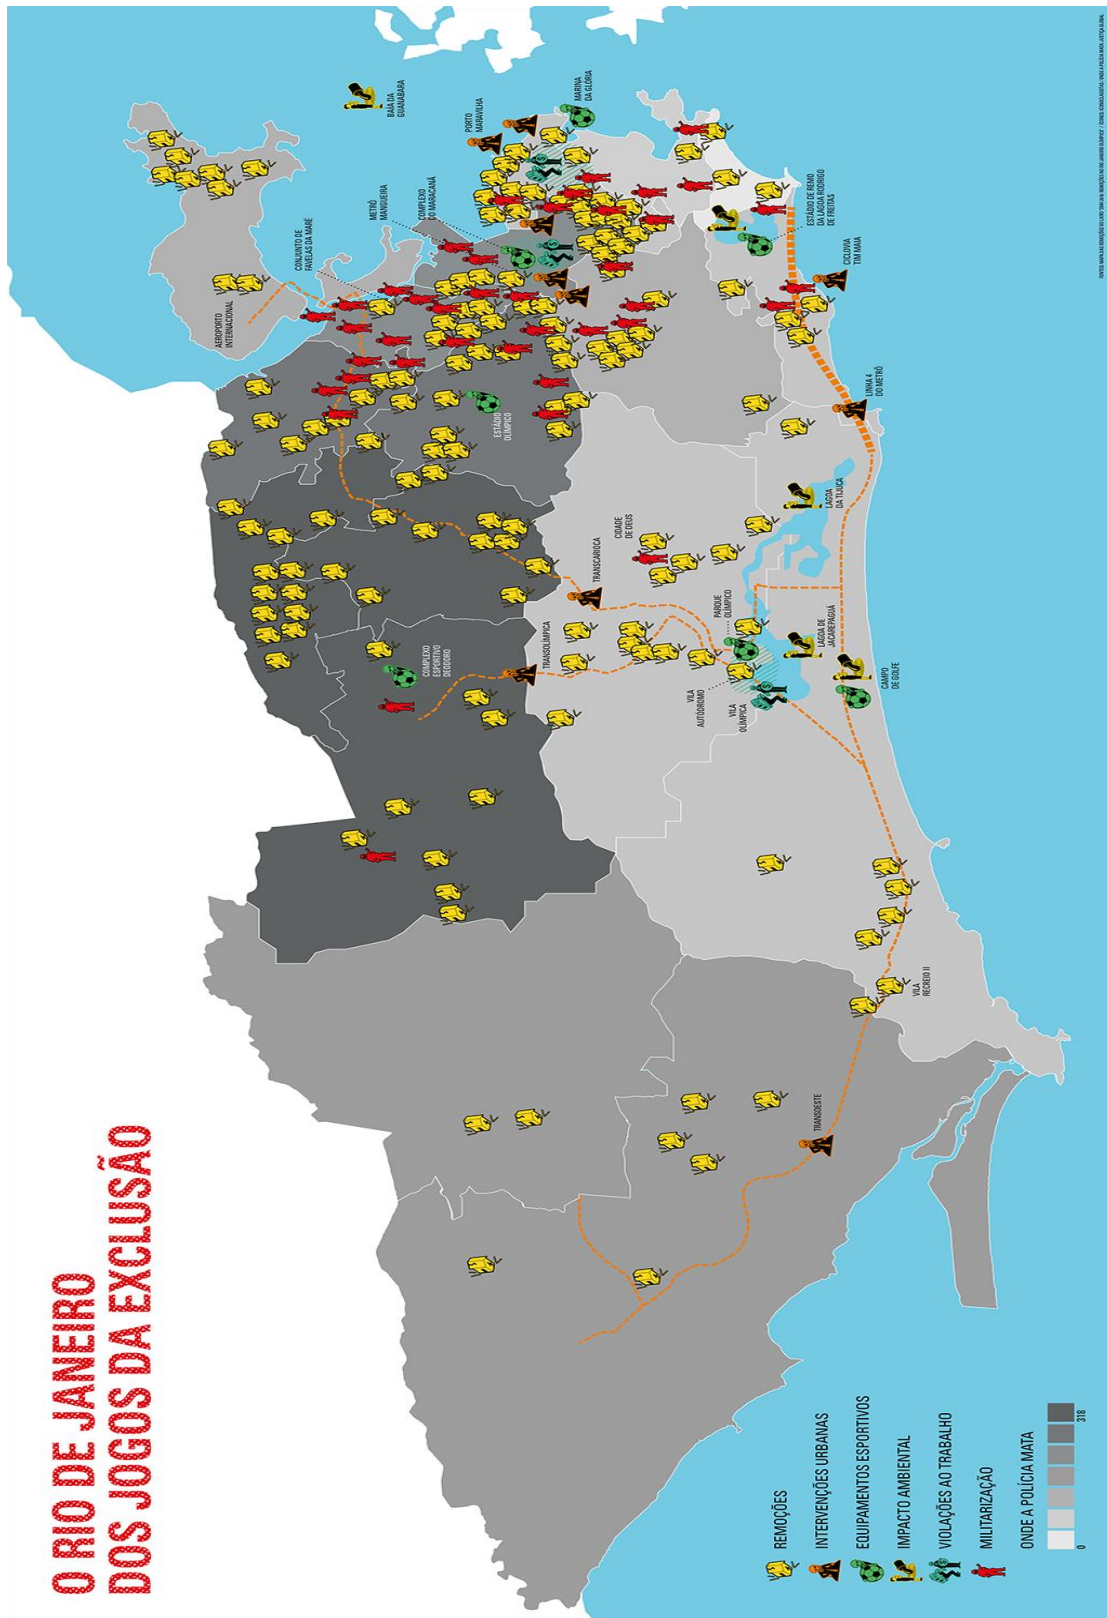 O RIO DE JANEIRO
DOS JOGOS DA EXCLUSÃO
REMOÇÕES
INTERVENÇÕES URBANAS
EQUIPAMENTOS ESPORTIVOS
IMPACTO AMBIENTAL
VIOLAÇÕES AO TRABALHO
MILITARIZAÇÃO
ONDE A POLÍCIA MATA
0
318
TRANSOESTE
VILA
RECREIO II
COMPLEXO
ESPORTIVO
DEODORO
TRANSOLÍMPICA
TRANSCARIOCA
VILA
AUTÓDROMO
VILA
OLÍMPICA
PARQUE
OLÍMPICO
CIDADE
DE DEUS
CAMPO
DE GOLFE
LAGOA DE
JACAREPAGUÁ
LAGOA
DA TIJUCA
LINHA 4
DO METRÔ
CICLOVIA
TIM MAIA
ESTÁDIO DE REMO
DA LAGOA RODRIGO
DE FREITAS
ESTÁDIO
OLÍMPICO
AEROPORTO
INTERNACIONAL
CONJUNTO DE
FAVELAS DA MARÉ
METRÔ
MANGUEIRA
COMPLEXO
DO MARACANÃ
PORTO
MARAVILHA
MARINA
DA GLÓRIA
BAÍA DA
GUANABARA